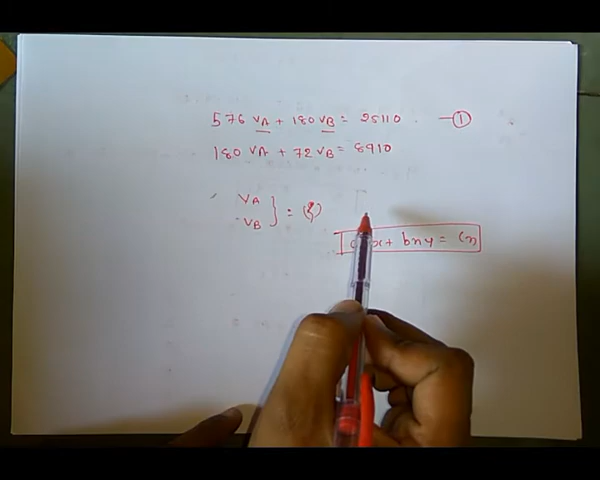 576 VA + 180 VB = 25110 . —①
180 VA + 72 VB = 8910
VA
VB } = (?)
x + bny = Cn